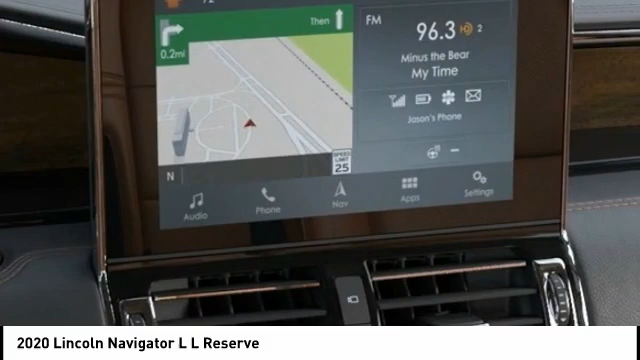 Then
0.2mi
FM
96.3 2
Minus the Bear
My Time
Jason's Phone
SPEED
LIMIT
25
N
Audio
Phone
Nav
Apps
Settings
2020 Lincoln Navigator L L Reserve